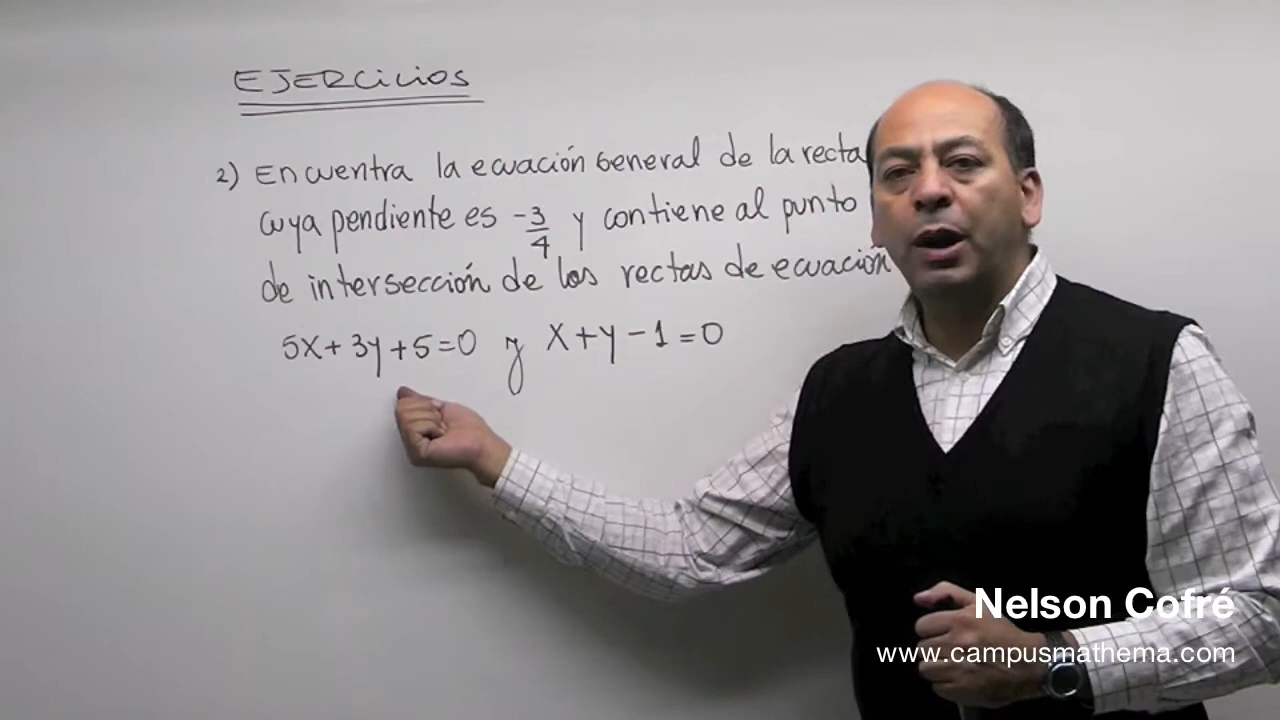 EJERCiCiOS
2) Encuentra la ecuación General de la recta
cuya pendiente es -3/4 y contiene al punto
de intersección de las rectas de ecuación
5x+3y+5=0 y x+y-1=0
Nelson Cofré
www.campusmathema.com